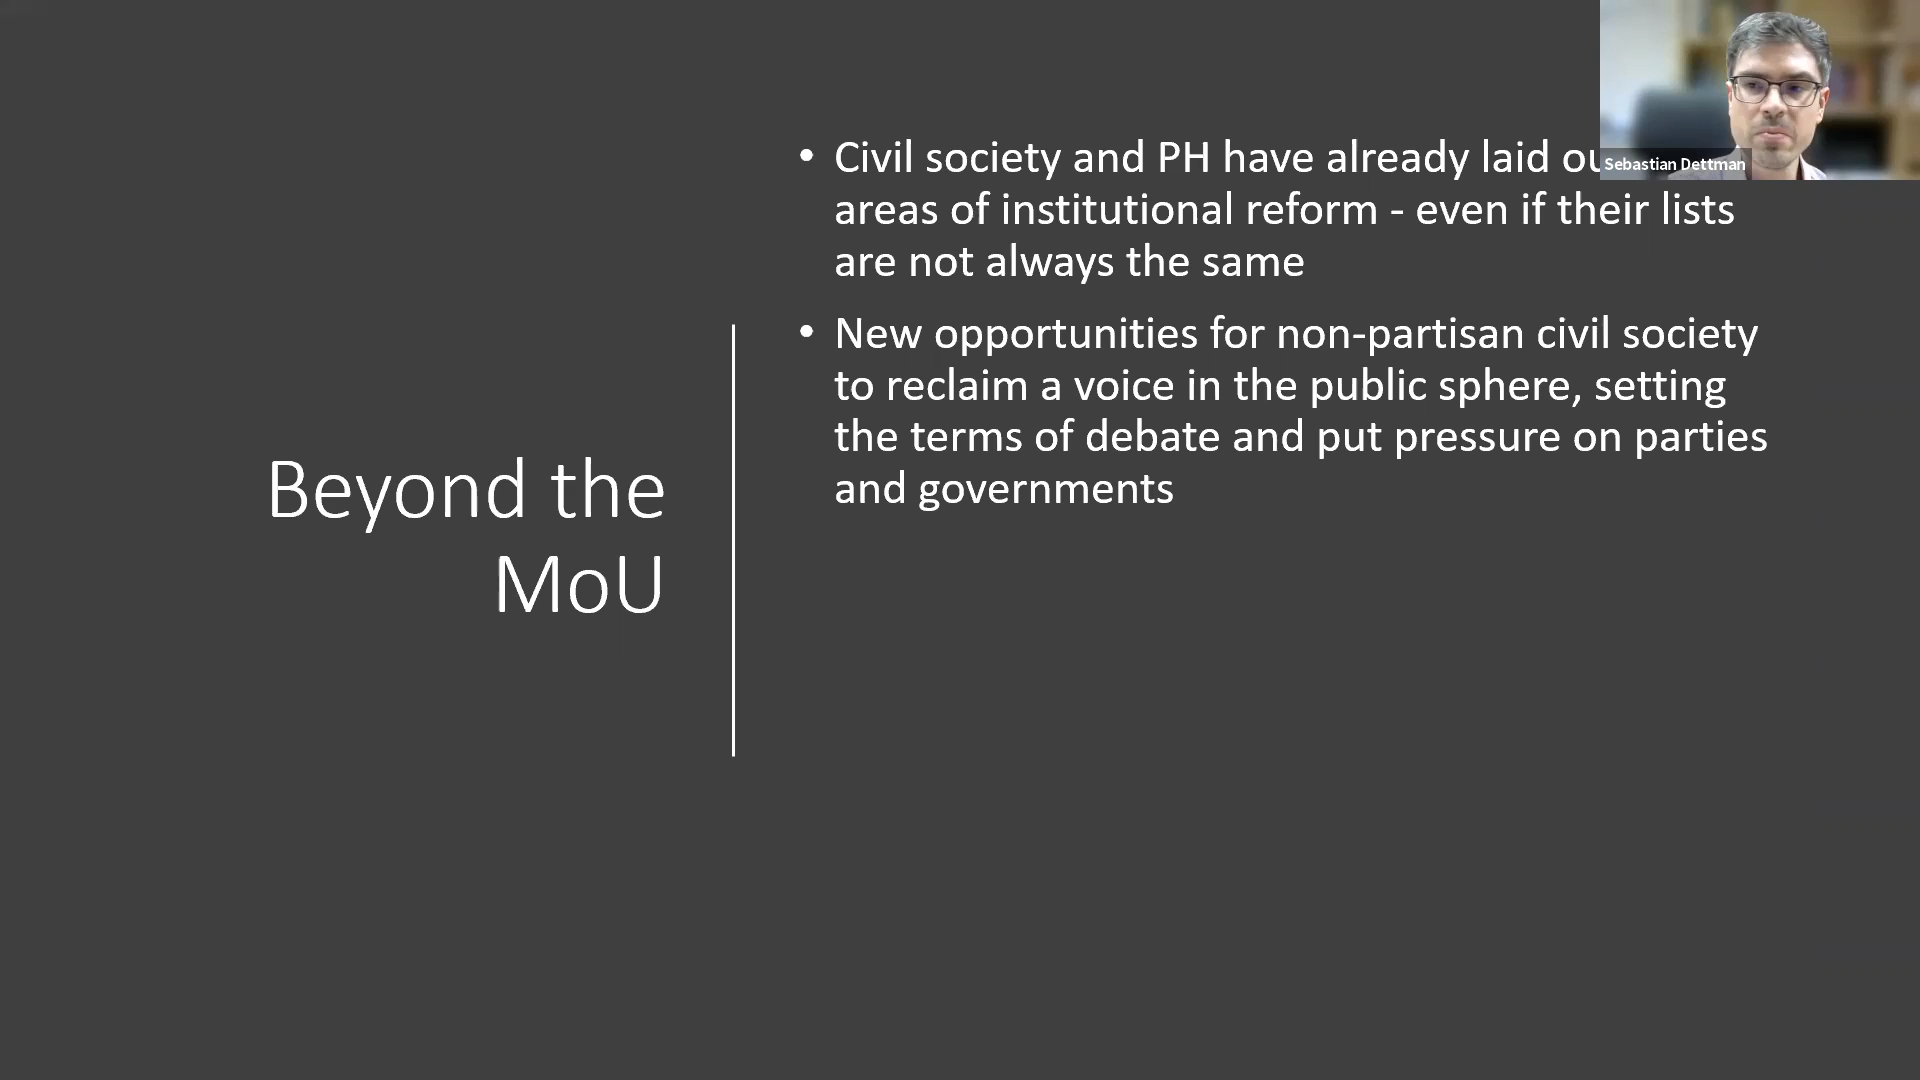 Sebastian Dettman
Beyond the
MoU
• Civil society and PH have already laid
areas of institutional reform - even if their lists
are not always the same
• New opportunities for non-partisan civil society
to reclaim a voice in the public sphere, setting
the terms of debate and put pressure on parties
and governments